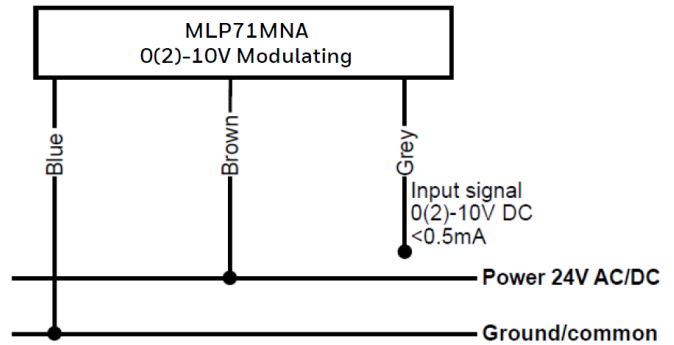 MLP71MNA
0(2)-10V Modulating
Blue
Brown
Grey
Input signal
0(2)-10V DC
<0.5mA
Power 24V AC/DC
Ground/common